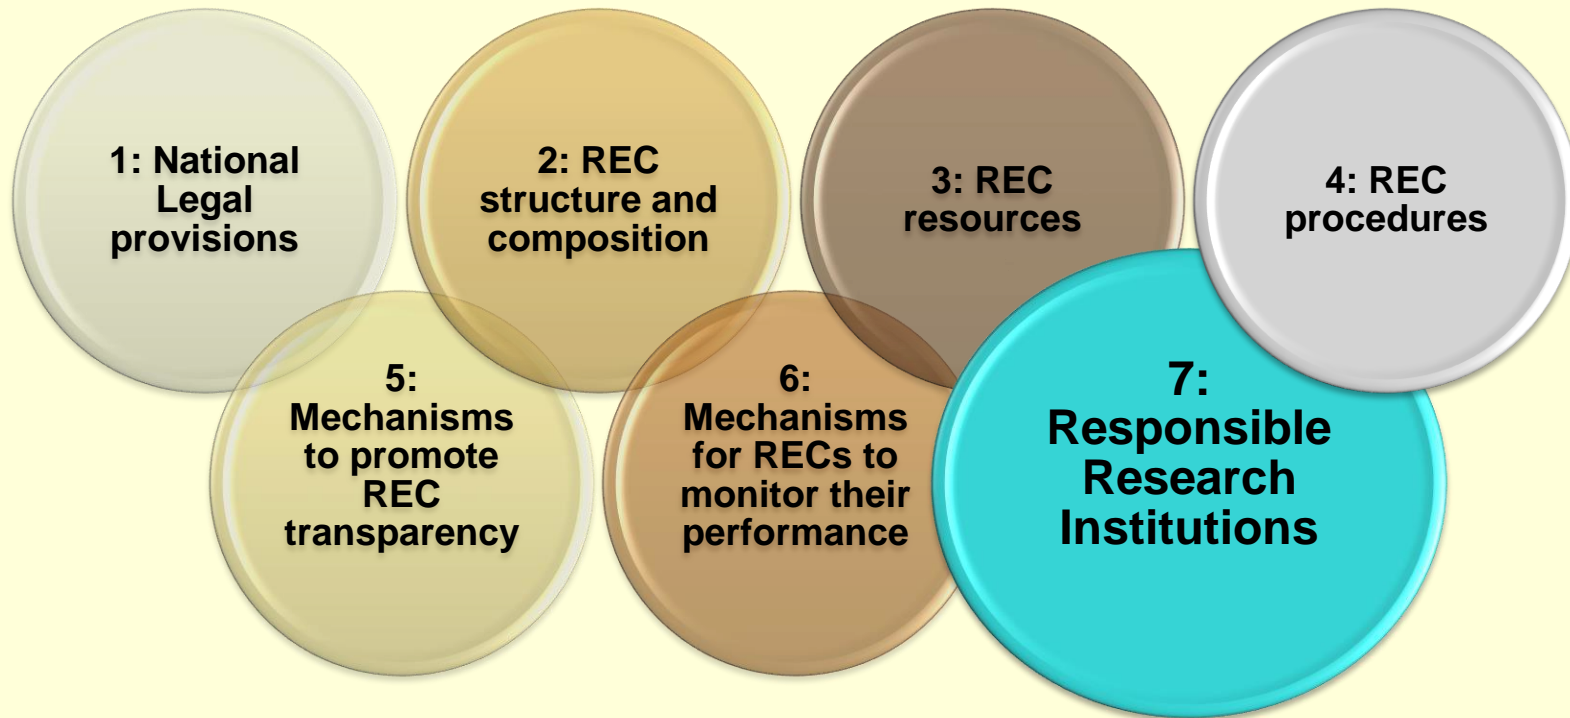 1: National
Legal
provisions
2: REC
structure and
composition
3: REC
resources
4: REC
procedures
5:
Mechanisms
to promote
REC
transparency
6:
Mechanisms
for RECs to
monitor their
performance
7:
Responsible
Research
Institutions